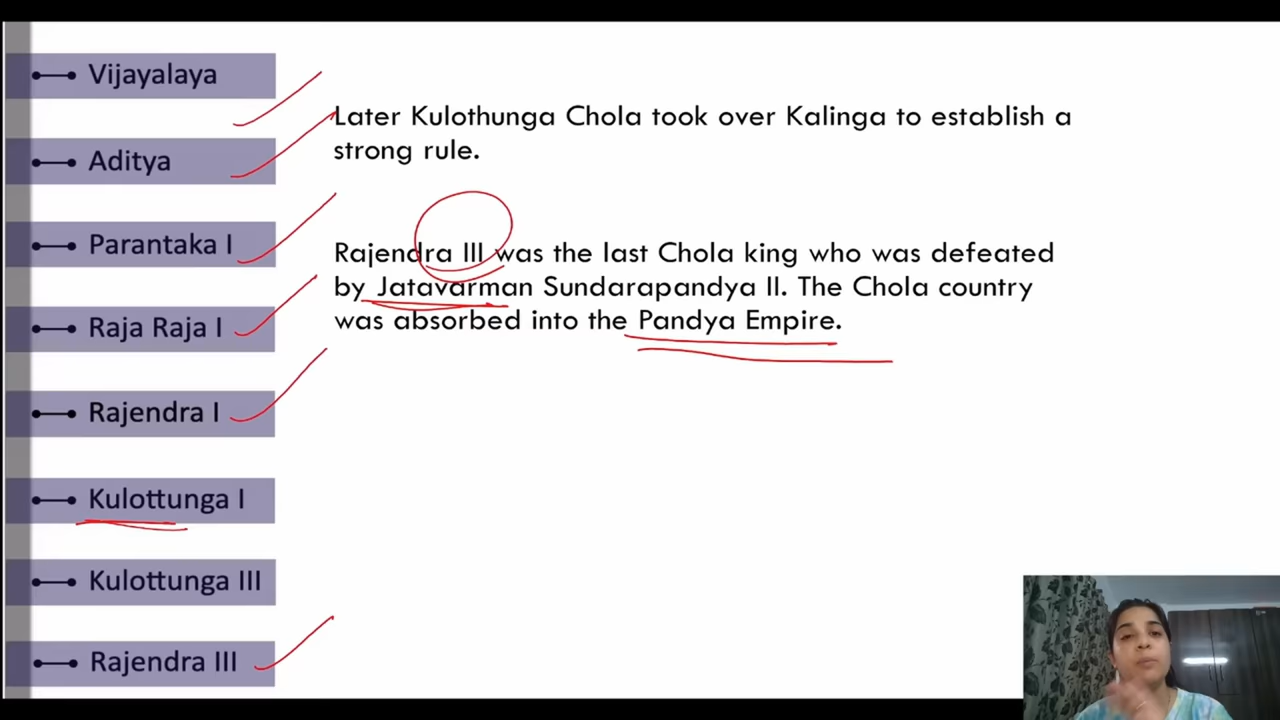 Vijayalaya
Aditya
Parantaka I
Raja Raja I
Rajendra I
Kulottunga I
Kulottunga III
Rajendra III
Later Kulothunga Chola took over Kalinga to establish a
strong rule.
Rajendra III was the last Chola king who was defeated
by Jatavarman Sundarapandya II. The Chola country
was absorbed into the Pandya Empire.